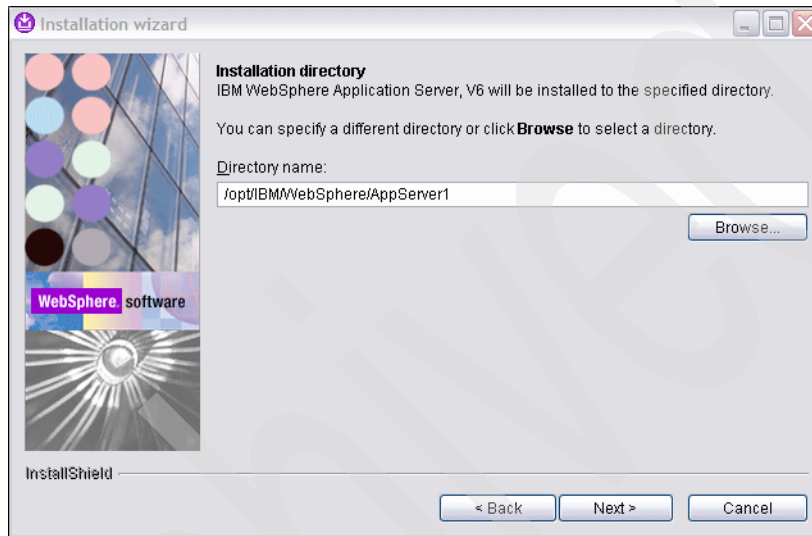 Installation wizard
Installation directory
IBM WebSphere Application Server, V6 will be installed to the specified directory.
You can specify a different directory or click Browse to select a directory.
Directory name:
/opt/IBM/WebSphere/AppServer1
Browse...
WebSphere. software
InstallShield
< Back
Next >
Cancel